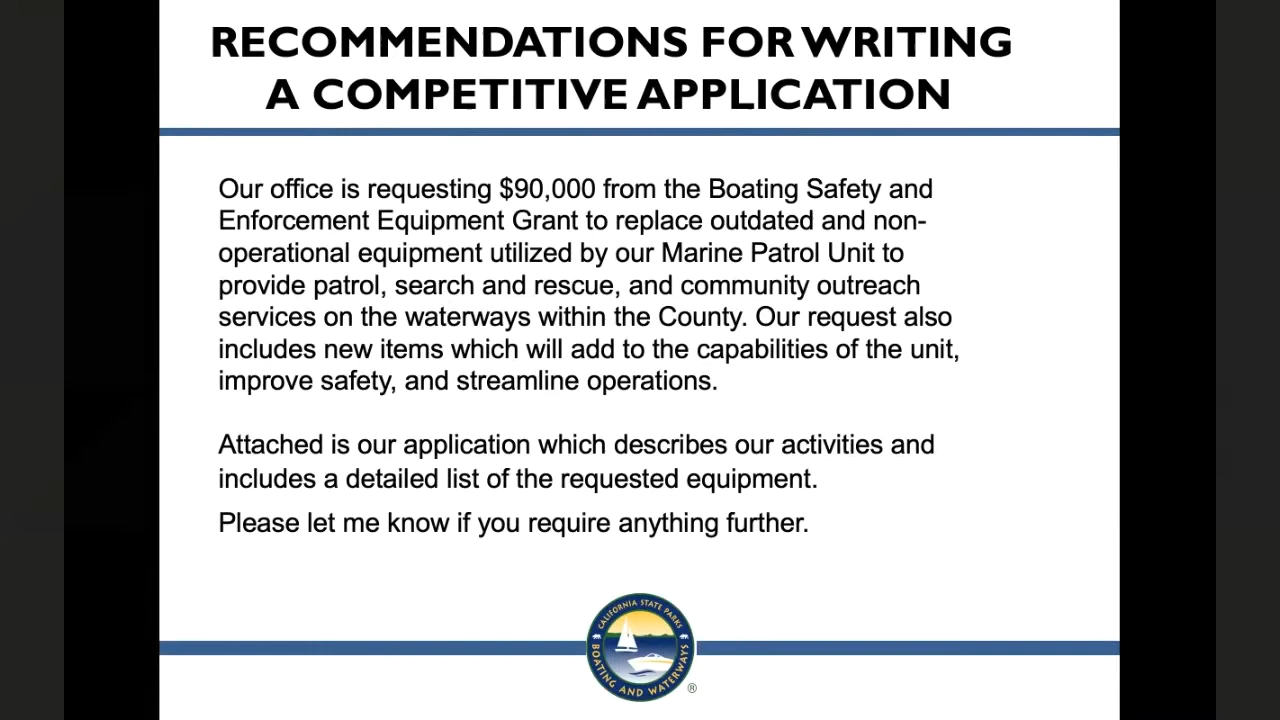 RECOMMENDATIONS FOR WRITING
A COMPETITIVE APPLICATION
Our office is requesting $90,000 from the Boating Safety and
Enforcement Equipment Grant to replace outdated and non-
operational equipment utilized by our Marine Patrol Unit to
provide patrol, search and rescue, and community outreach
services on the waterways within the County. Our request also
includes new items which will add to the capabilities of the unit,
improve safety, and streamline operations.
Attached is our application which describes our activities and
includes a detailed list of the requested equipment.
Please let me know if you require anything further.
CALIFORNIA STATE PARKS
BOATING AND WATERWAYS
®